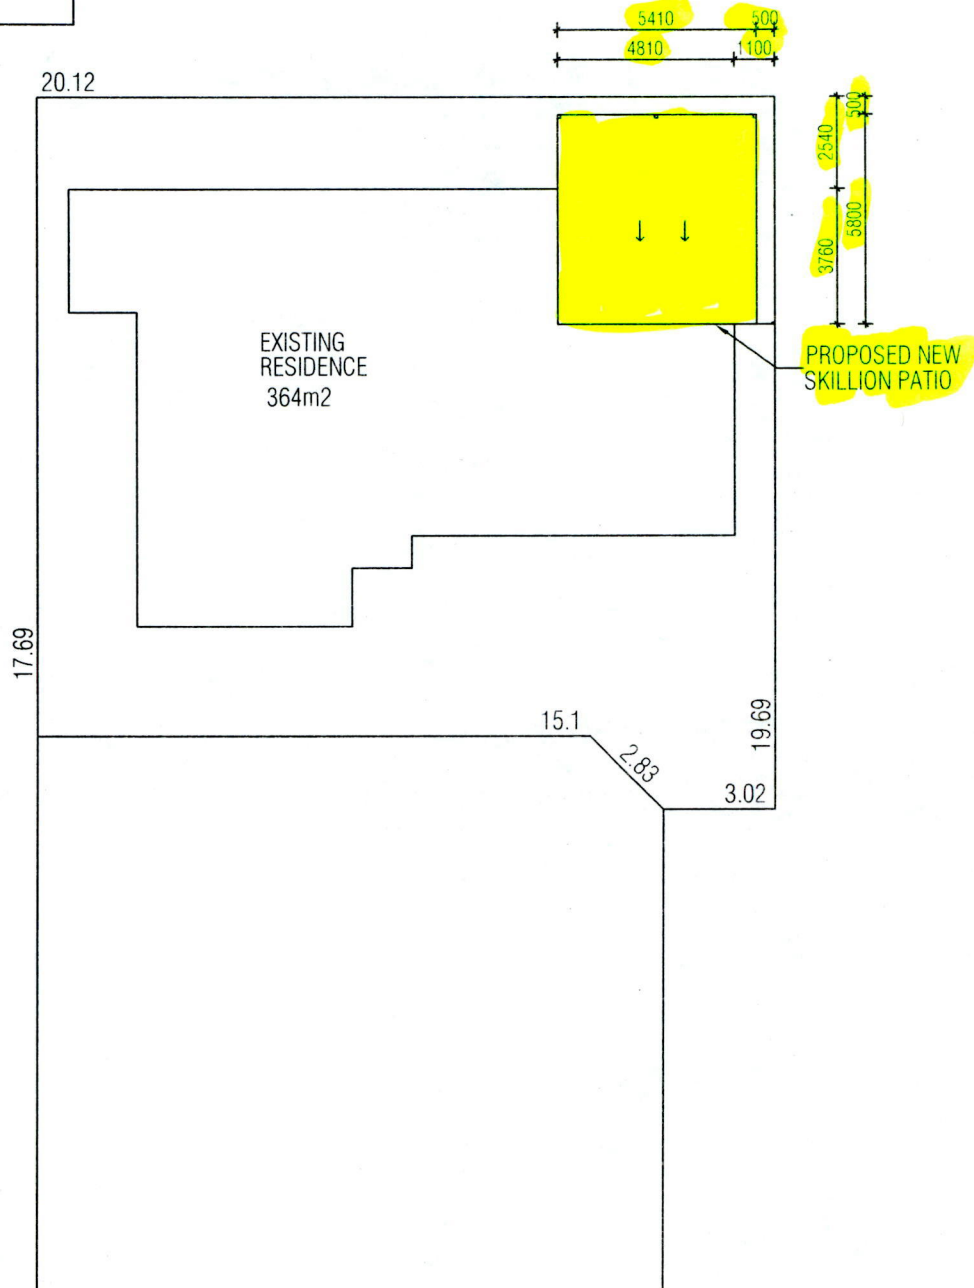 5410
500
4810
1100
20.12
500
2540
5800
3760
EXISTING
RESIDENCE
364m2
PROPOSED NEW
SKILLION PATIO
17.69
15.1
2.83
19.69
3.02